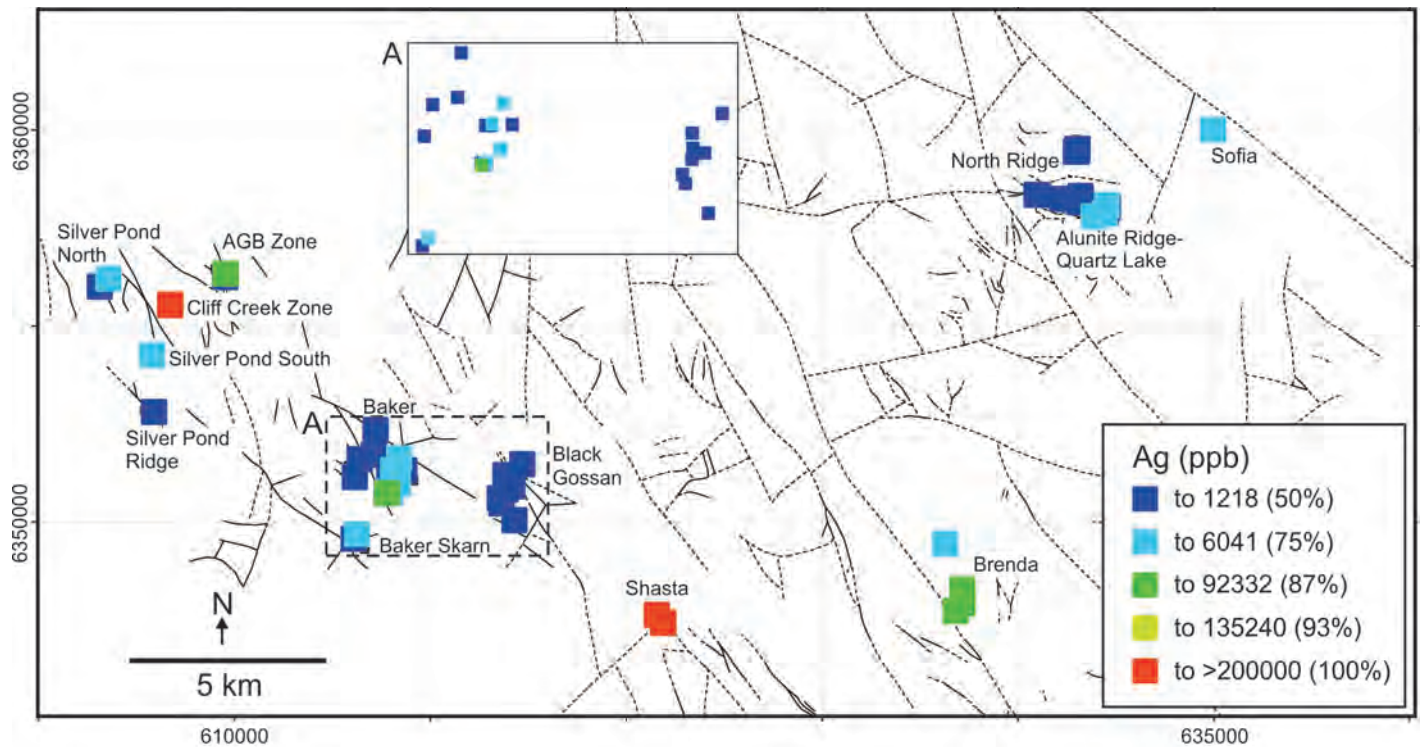 A
6360000
North Ridge
Sofia
Silver Pond
North
AGB Zone
Alunite Ridge-
Quartz Lake
Cliff Creek Zone
Silver Pond South
A
Baker
Silver Pond
Ridge
Black
Gossan
Ag (ppb)
to 1218 (50%)
to 6041 (75%)
to 92332 (87%)
to 135240 (93%)
to >200000 (100%)
6350000
Baker Skarn
Brenda
Shasta
N
5 km
610000
635000